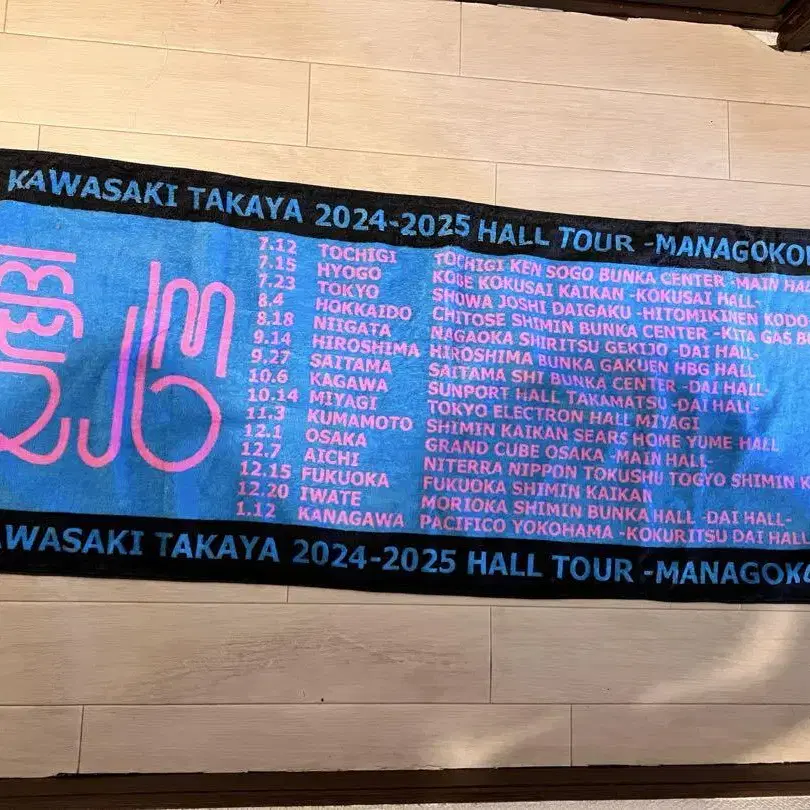 KAWASAKI TAKAYA 2024-2025 HALL TOUR -MANAGOKO
7.12 TOCHIGI TOCHIGI KEN SOGO BUNKA CENTER -MAIN HA
7.15 HYOGO KOBE KOKUSAI KAIKAN -KOKUSAI HALL-
7.23 TOKYO SHOWA JOSHI DAIGAKU -HITOMIKINEN KODO
8.4 HOKKAIDO CHITOSE SHIMIN BUNKA CENTER -KITA GAS B
8.18 NIIGATA NAGAOKA SHIRITSU GEKIJO -DAI HALL-
9.14 HIROSHIMA HIROSHIMA BUNKA GAKUEN HBG HALL
9.27 SAITAMA SAITAMA SHI BUNKA CENTER -DAI HALL-
10.6 KAGAWA SUNPORT HALL TAKAMATSU -DAI HALL-
10.14 MIYAGI TOKYO ELECTRON HALL MIYAGI
11.3 KUMAMOTO SHIMIN KAIKAN SEARS HOME YUME HALL
12.1 OSAKA GRAND CUBE OSAKA -MAIN HALL-
12.7 AICHI NITERRA NIPPON TOKUSHU TOGYO SHIMIN K
12.15 FUKUOKA FUKUOKA SHIMIN KAIKAN
12.20 IWATE MORIOKA SHIMIN BUNKA HALL -DAI HALL-
1.12 KANAGAWA PACIFICO YOKOHAMA -KOKURITSU DAI HALL
AWASAKI TAKAYA 2024-2025 HALL TOUR -MANAGOK